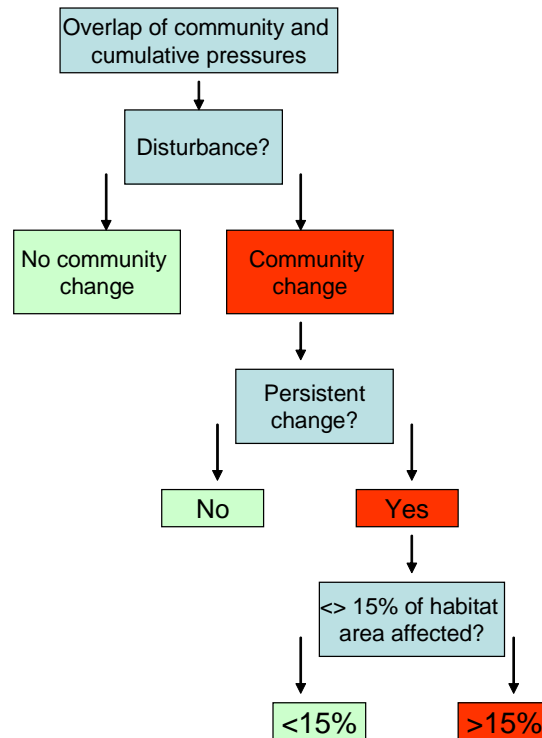 Overlap of community and
cumulative pressures
Disturbance?
No community
change
Community
change
Persistent
change?
No
Yes
<> 15% of habitat
area affected?
<15%
>15%